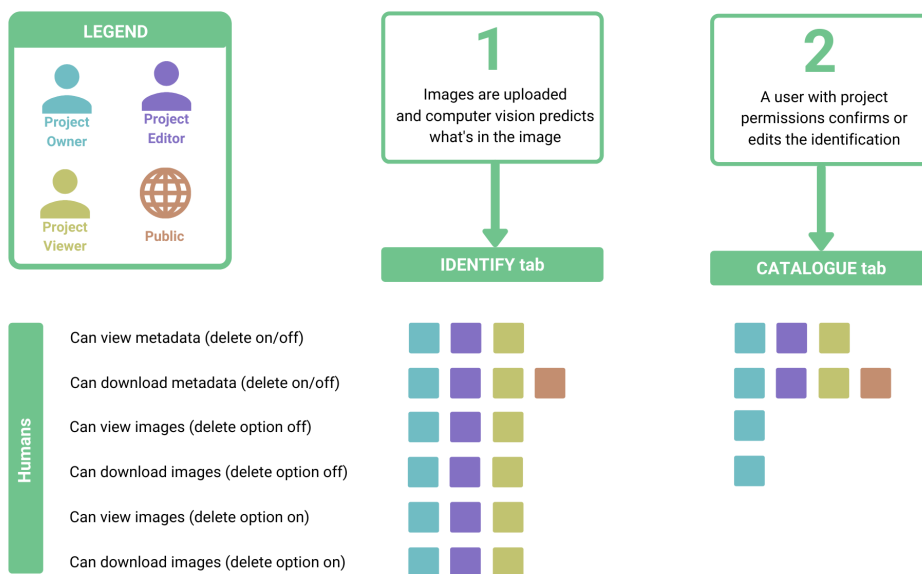 LEGEND
Project
Owner
Project
Editor
Project
Viewer
Public
1
Images are uploaded
and computer vision predicts
what's in the image
IDENTIFY tab
2
A user with project
permissions confirms or
edits the identification
CATALOGUE tab
Humans
Can view metadata (delete on/off)
Can download metadata (delete on/off)
Can view images (delete option off)
Can download images (delete option off)
Can view images (delete option on)
Can download images (delete option on)